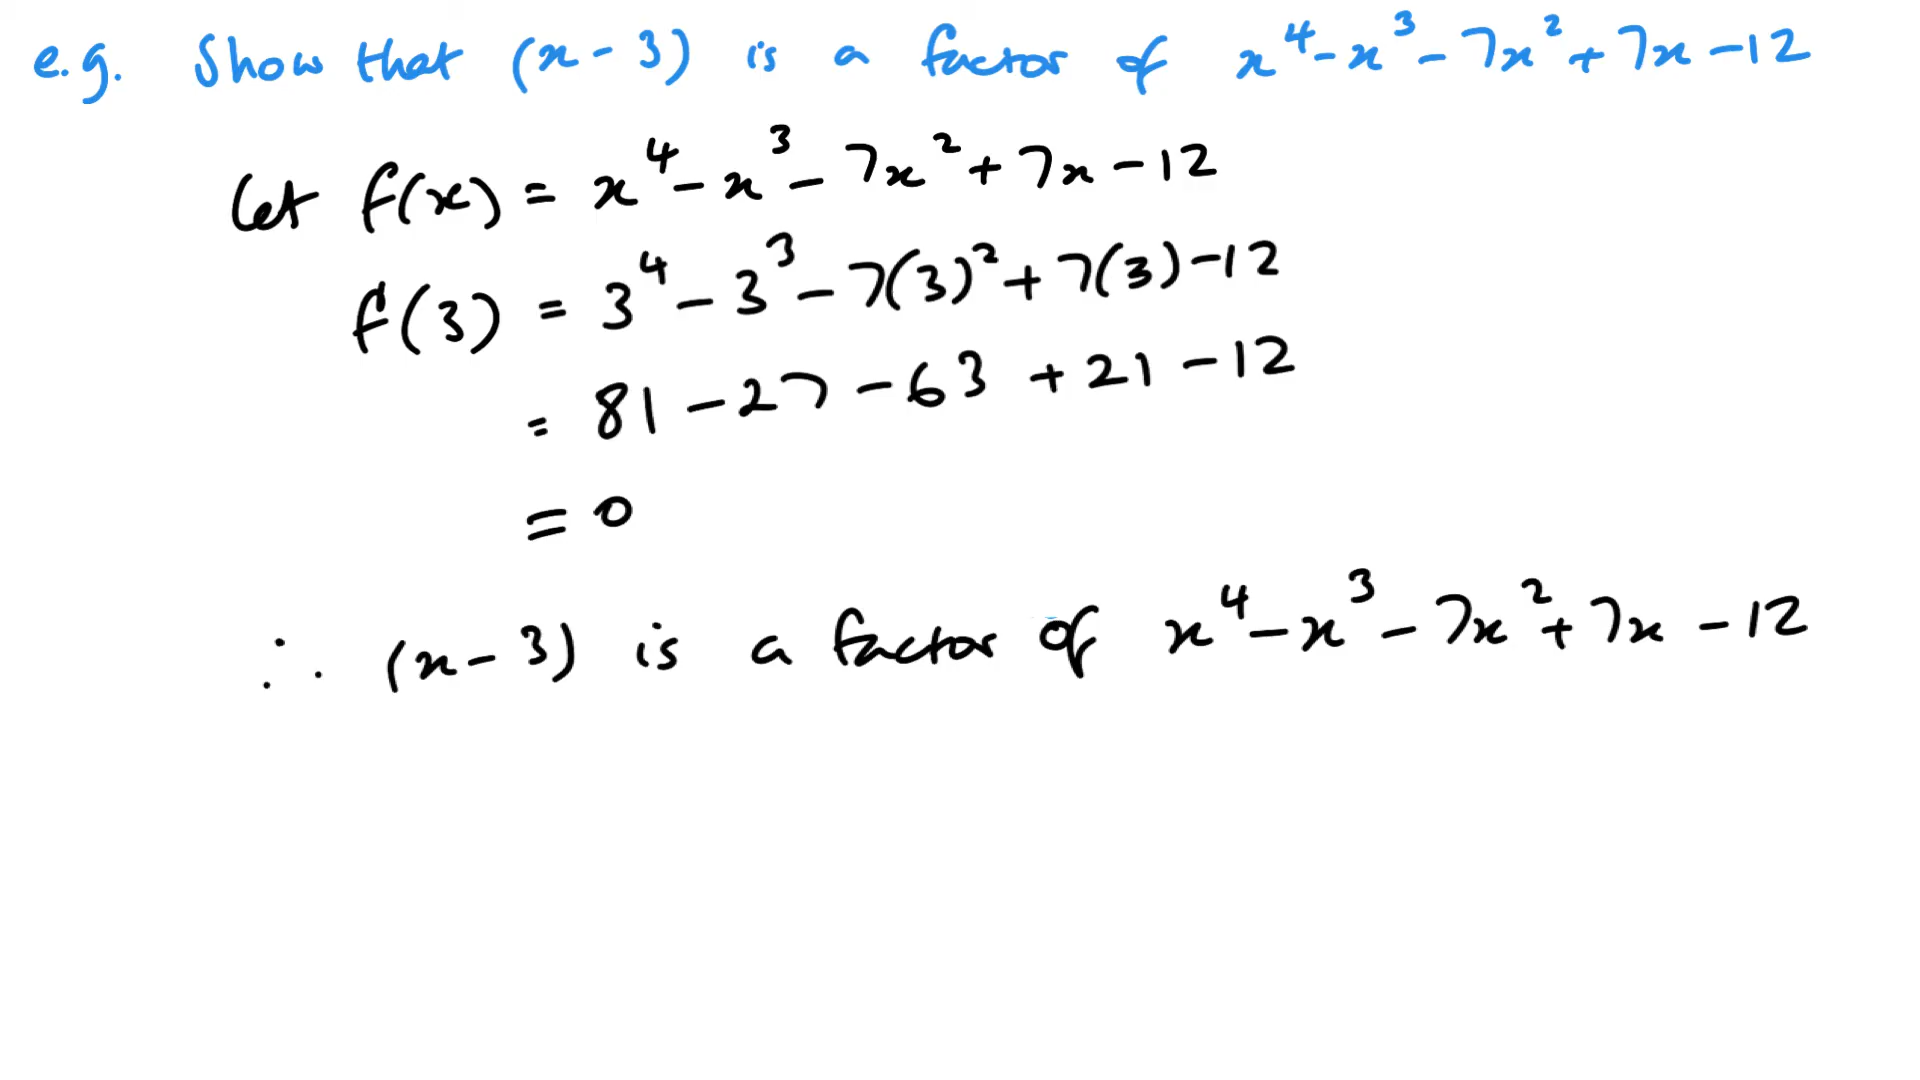 e.g. Show that (x - 3) is a factor of x⁴ - x³ - 7x² + 7x - 12
Let f(x) = x⁴ - x³ - 7x² + 7x - 12
f(3) = 3⁴ - 3³ - 7(3)² + 7(3) - 12
= 81 - 27 - 63 + 21 - 12
= 0
∴ (x - 3) is a factor of x⁴ - x³ - 7x² + 7x - 12